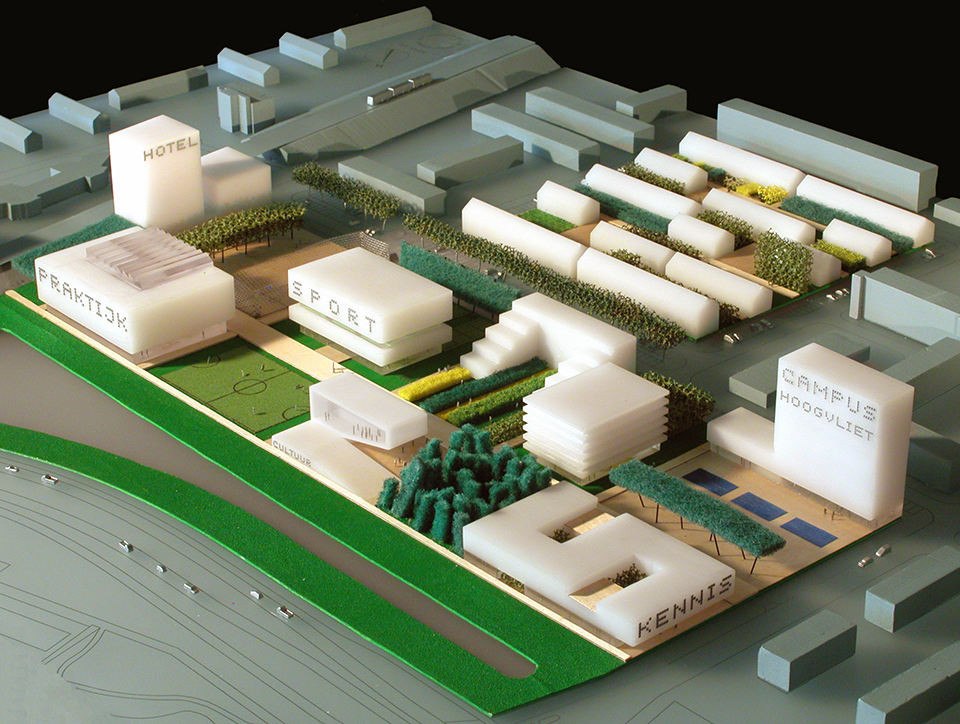 HOTEL
PRAKTIJK
SPORT
CAMPUS
HOOGVLIET
CULTUUR
KENNIS